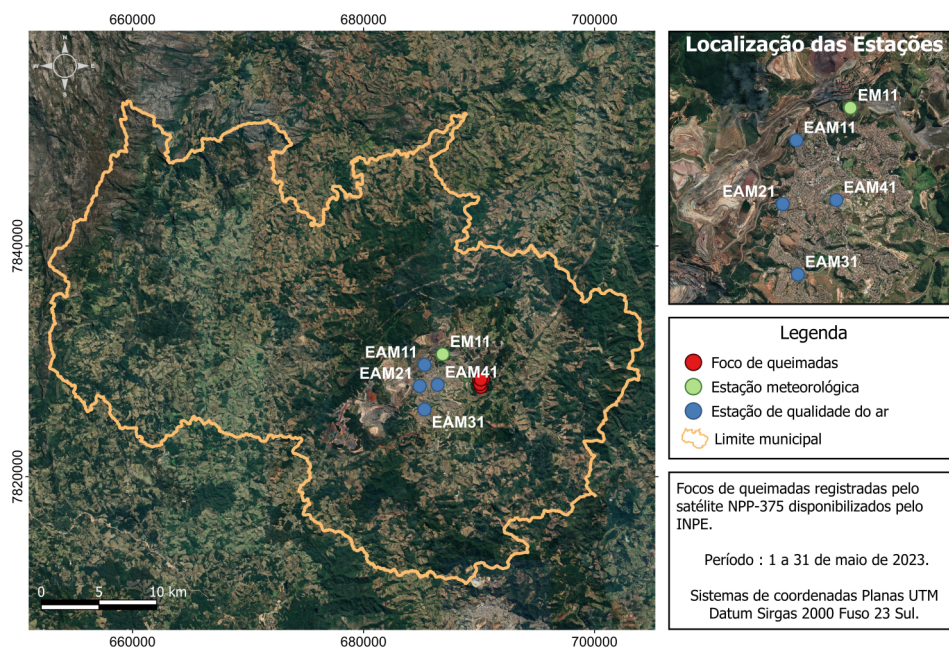 660000
680000
700000
7840000
7820000
N
EAM11
EM11
EAM21
EAM41
EAM31
0
5
10 km
660000
680000
700000
Localização das Estações
EM11
EAM11
EAM21
EAM41
EAM31
Legenda
Foco de queimadas
Estação meteorológica
Estação de qualidade do ar
Limite municipal
Focos de queimadas registradas pelo
satélite NPP-375 disponibilizados pelo
INPE.
Período : 1 a 31 de maio de 2023.
Sistemas de coordenadas Planas UTM
Datum Sirgas 2000 Fuso 23 Sul.